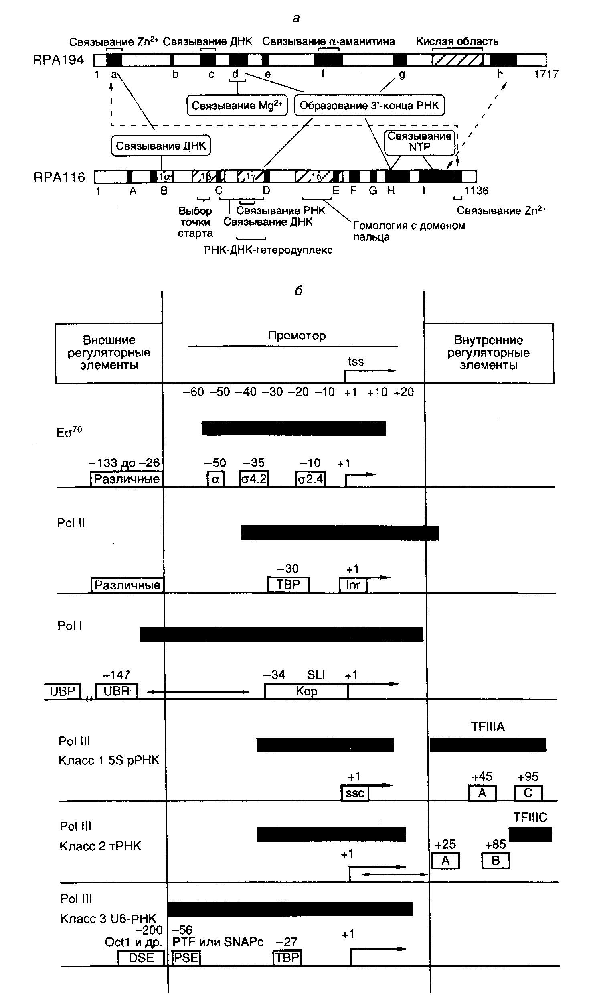 а
Связывание Zn²⁺ Связывание ДНК Связывание α-аманитина Кислая область
RPA194
1 a b c d e f g h 1717
Связывание Mg²⁺ Образование 3'-конца РНК
Связывание ДНК
Связывание
NTP
RPA116 1α 1β 1γ 1δ
1 A B C D E F G H I 1136
Выбор
точки
старта
Связывание РНК
Связывание ДНК
Связывание Zn²⁺
Гомология с доменом
пальца
РНК-ДНК-гетеродуплекс
б
Внешние
регуляторные
элементы
Промотор
tss
Внутренние
регуляторные
элементы
–60 –50 –40 –30 –20 –10 +1 +10 +20
Eσ⁷⁰
–133 до –26 –50 –35 –10 +1
Различные α σ4.2 σ2.4
Pol II
–30 +1
Различные TBP Inr
Pol I
–147 –34 SLI +1
UBP UBR Кор
TFIIIA
Pol III
Класс 1 5S рРНК
+1 +45 +95
ssc A C
TFIIIC
Pol III
Класс 2 тРНК
+25 +85
+1
A B
Pol III
Класс 3 U6-РНК
–200 –56 +1
Oct1 и др. PTF или SNAPc –27
DSE PSE TBP